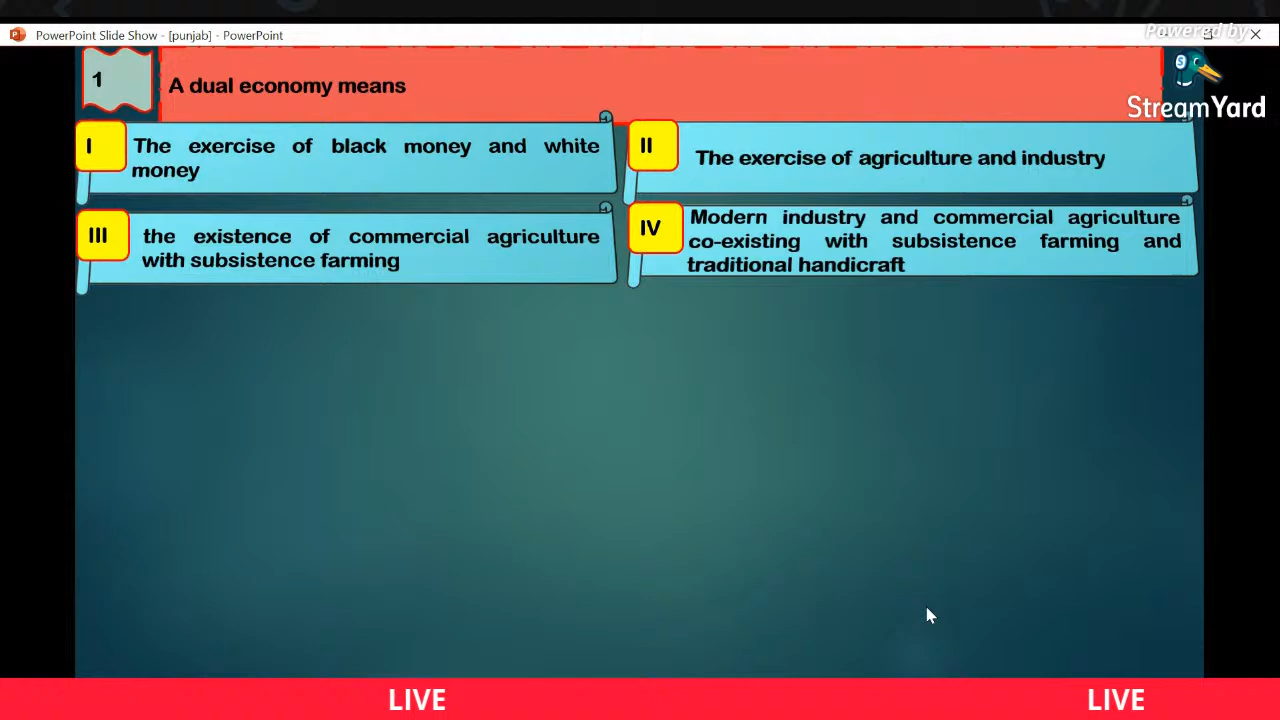 PowerPoint Slide Show - [punjab] - PowerPoint
Powered by
StreamYard
1
A dual economy means
I
The exercise of black money and white
money
II
The exercise of agriculture and industry
III
the existence of commercial agriculture
with subsistence farming
IV
Modern industry and commercial agriculture
co-existing with subsistence farming and
traditional handicraft
LIVE
LIVE